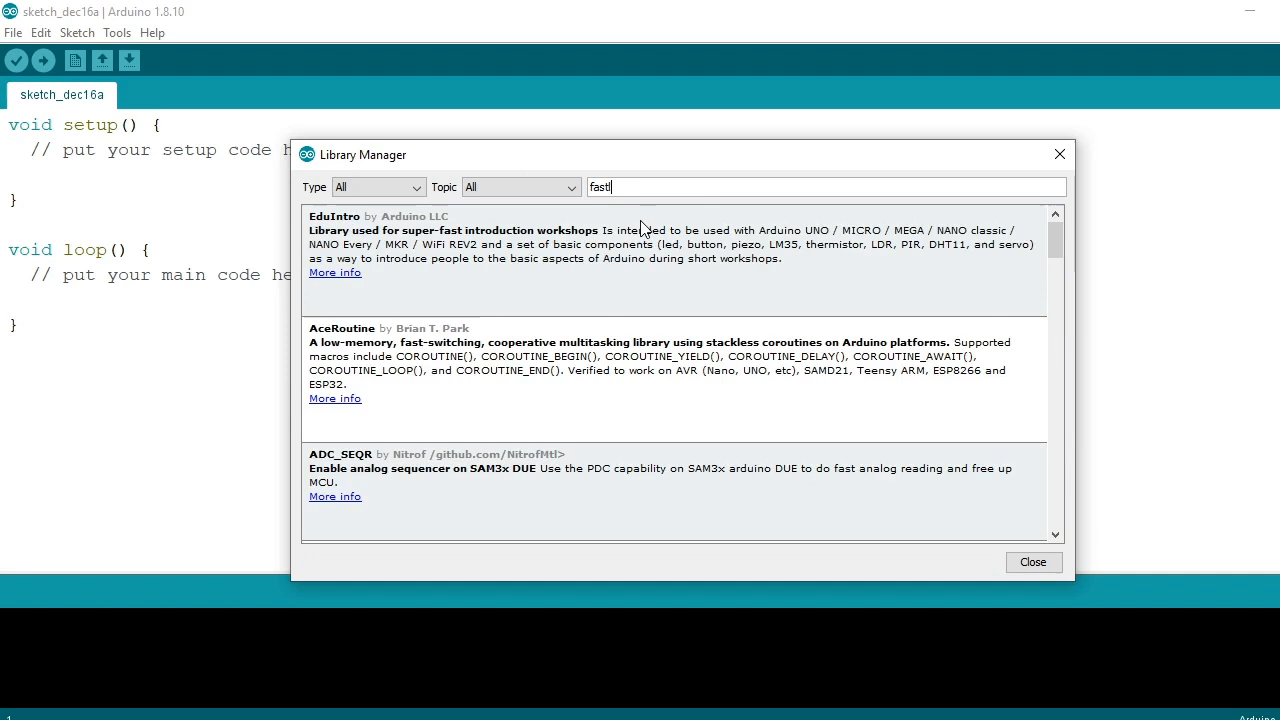 sketch_dec16a | Arduino 1.8.10
File Edit Sketch Tools Help
sketch_dec16a
void setup() {
// put your setup code h
}
void loop() {
// put your main code he
}
Library Manager
Type All Topic All fastl
EduIntro by Arduino LLC
Library used for super-fast introduction workshops Is intended to be used with Arduino UNO / MICRO / MEGA / NANO classic /
NANO Every / MKR / WiFi REV2 and a set of basic components (led, button, piezo, LM35, thermistor, LDR, PIR, DHT11, and servo)
as a way to introduce people to the basic aspects of Arduino during short workshops.
More info
AceRoutine by Brian T. Park
A low-memory, fast-switching, cooperative multitasking library using stackless coroutines on Arduino platforms. Supported
macros include COROUTINE(), COROUTINE_BEGIN(), COROUTINE_YIELD(), COROUTINE_DELAY(), COROUTINE_AWAIT(),
COROUTINE_LOOP(), and COROUTINE_END(). Verified to work on AVR (Nano, UNO, etc), SAMD21, Teensy ARM, ESP8266 and
ESP32.
More info
ADC_SEQR by Nitrof /github.com/NitrofMtl>
Enable analog sequencer on SAM3x DUE Use the PDC capability on SAM3x arduino DUE to do fast analog reading and free up
MCU.
More info
Close